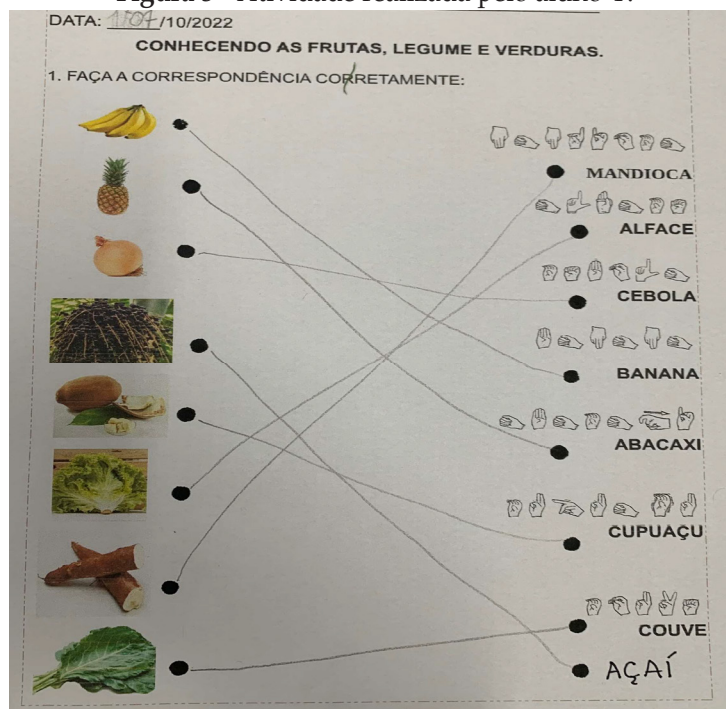 DATA: /10/2022
CONHECENDO AS FRUTAS, LEGUME E VERDURAS.
1. FAÇA A CORRESPONDÊNCIA CORRETAMENTE:
MANDIOCA
ALFACE
CEBOLA
BANANA
ABACAXI
CUPUAÇU
COUVE
AÇAÍ